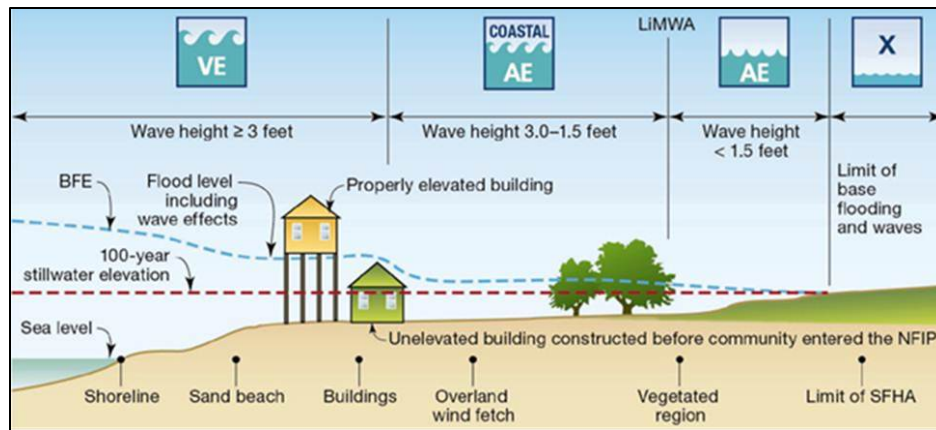 VE
COASTAL
AE
LiMWA
AE
X
Wave height ≥ 3 feet
Wave height 3.0–1.5 feet
Wave height
< 1.5 feet
BFE
Flood level
including
wave effects
Properly elevated building
Limit of
base
flooding
and waves
100-year
stillwater elevation
Sea level
Unelevated building constructed before community entered the NFIP
Shoreline
Sand beach
Buildings
Overland
wind fetch
Vegetated
region
Limit of SFHA